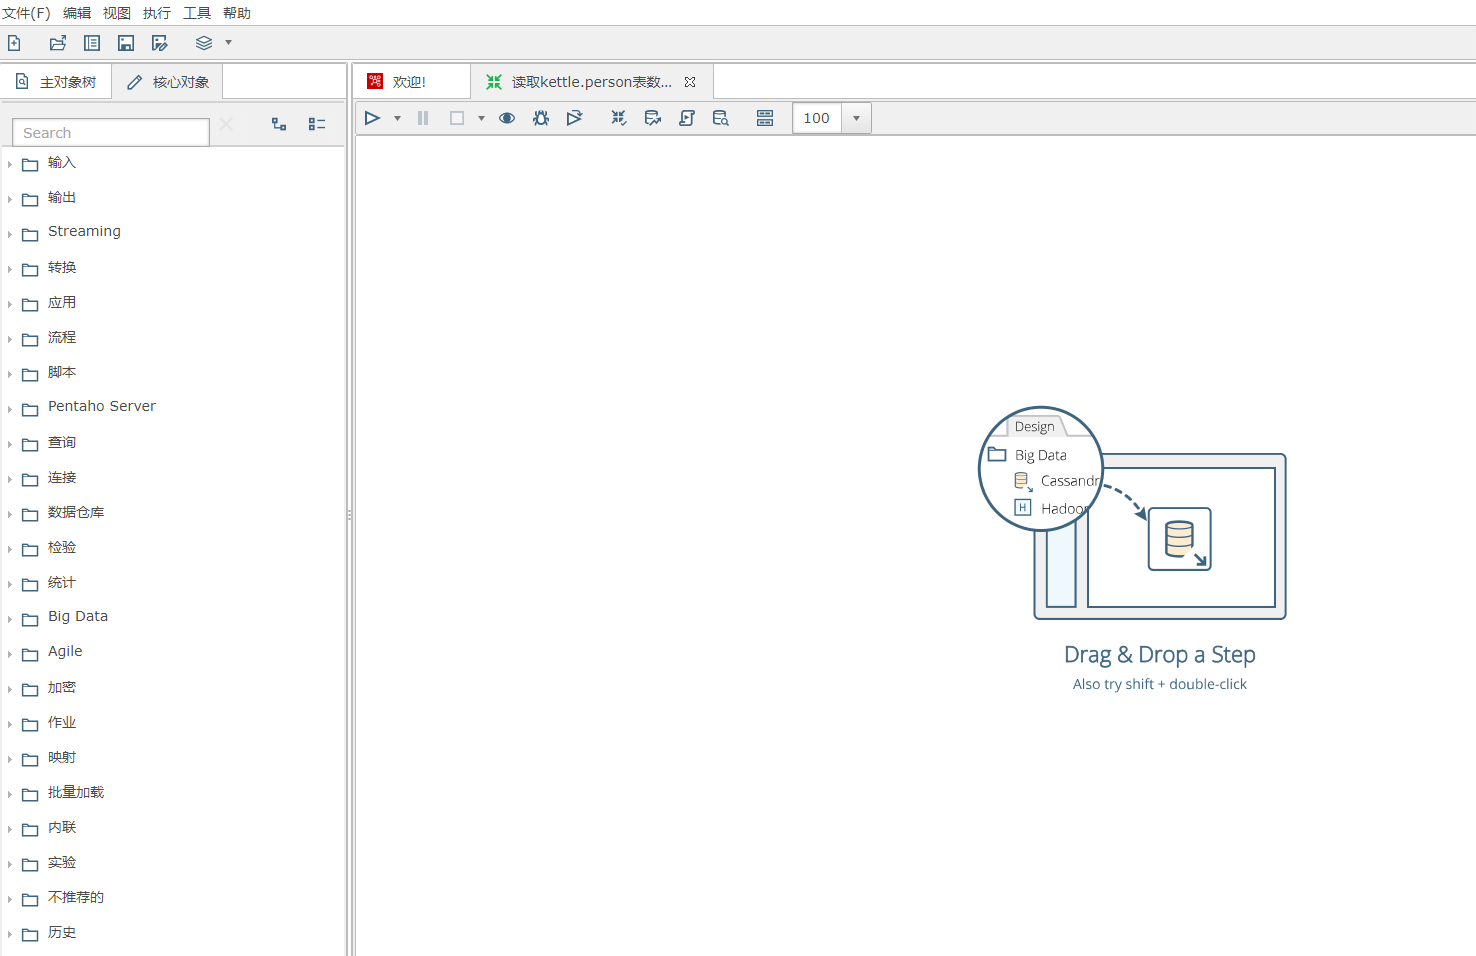 文件(F) 编辑 视图 执行 工具 帮助
主对象树 核心对象 欢迎! 读取kettle.person表数...
Search
100
输入
输出
Streaming
转换
应用
流程
脚本
Pentaho Server
查询
连接
数据仓库
检验
统计
Big Data
Agile
加密
作业
映射
批量加载
内联
实验
不推荐的
历史
Design
Big Data
Cassandr
H Hadoop
Drag & Drop a Step
Also try shift + double-click